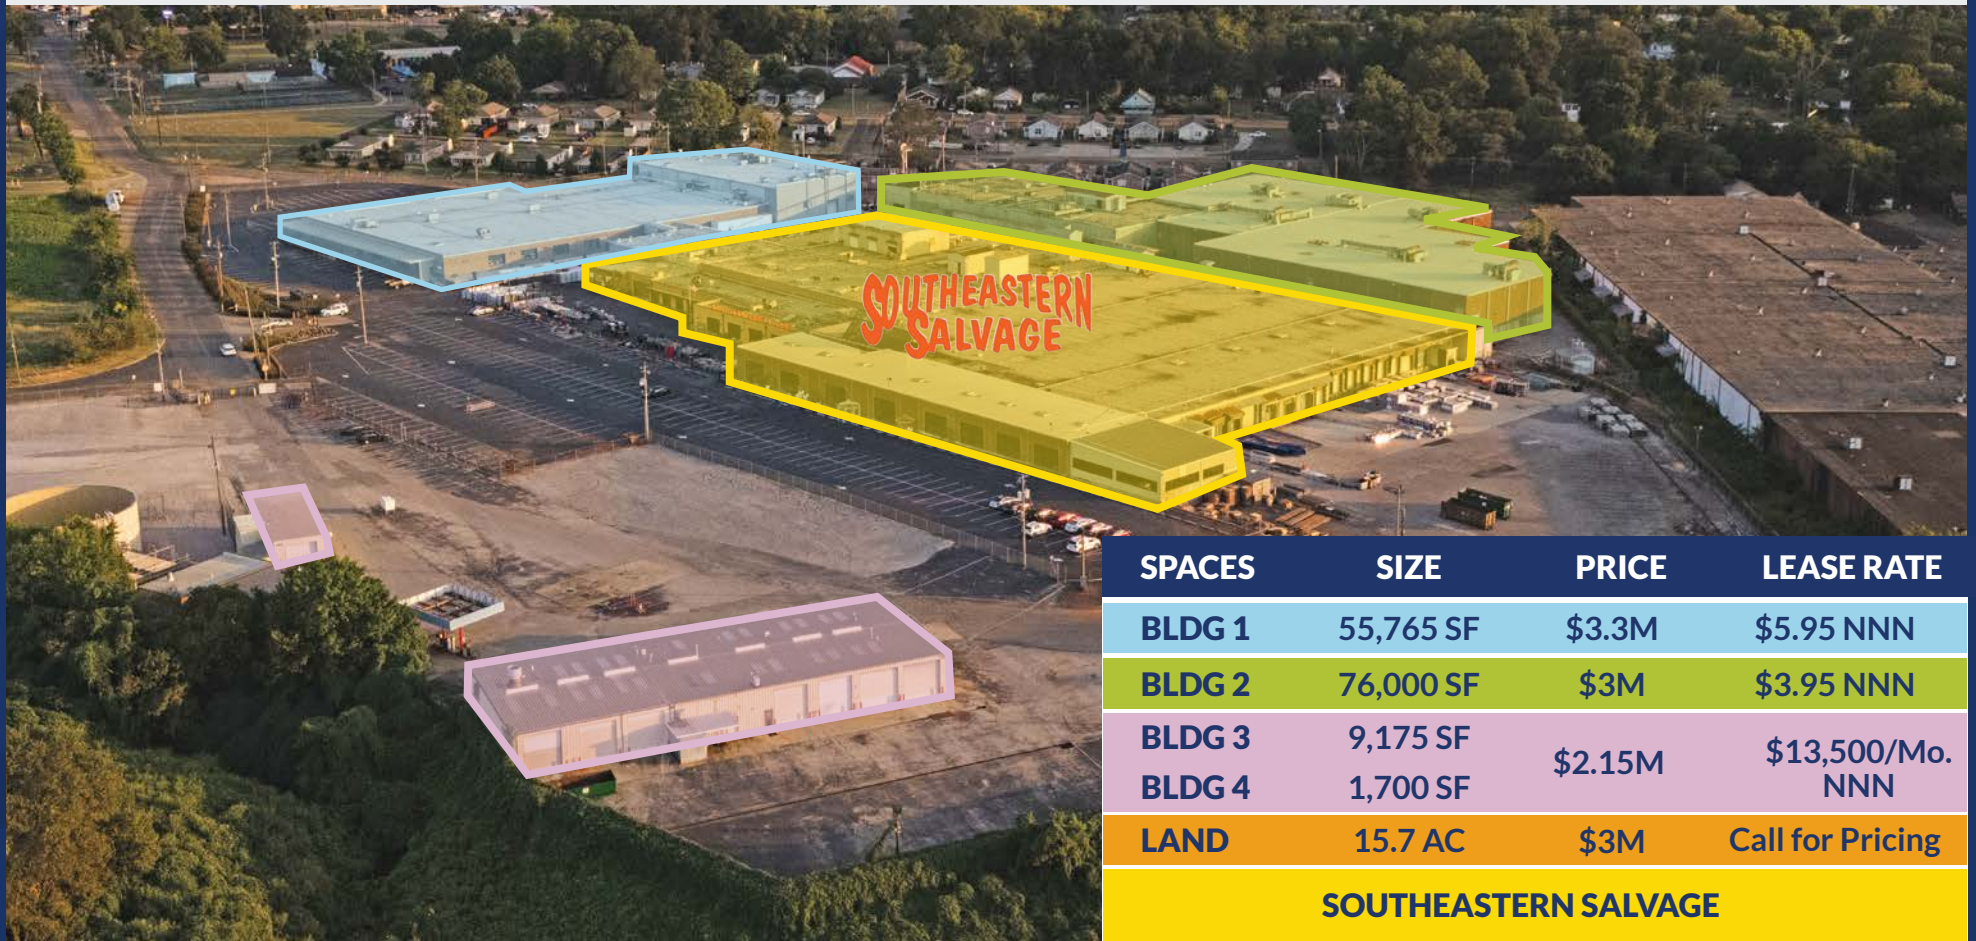 SOUTHEASTERN
SALVAGE
SPACES SIZE PRICE LEASE RATE
BLDG 1 55,765 SF $3.3M $5.95 NNN
BLDG 2 76,000 SF $3M $3.95 NNN
BLDG 3 9,175 SF
$2.15M $13,500/Mo.
NNN
BLDG 4 1,700 SF
LAND 15.7 AC $3M Call for Pricing
SOUTHEASTERN SALVAGE